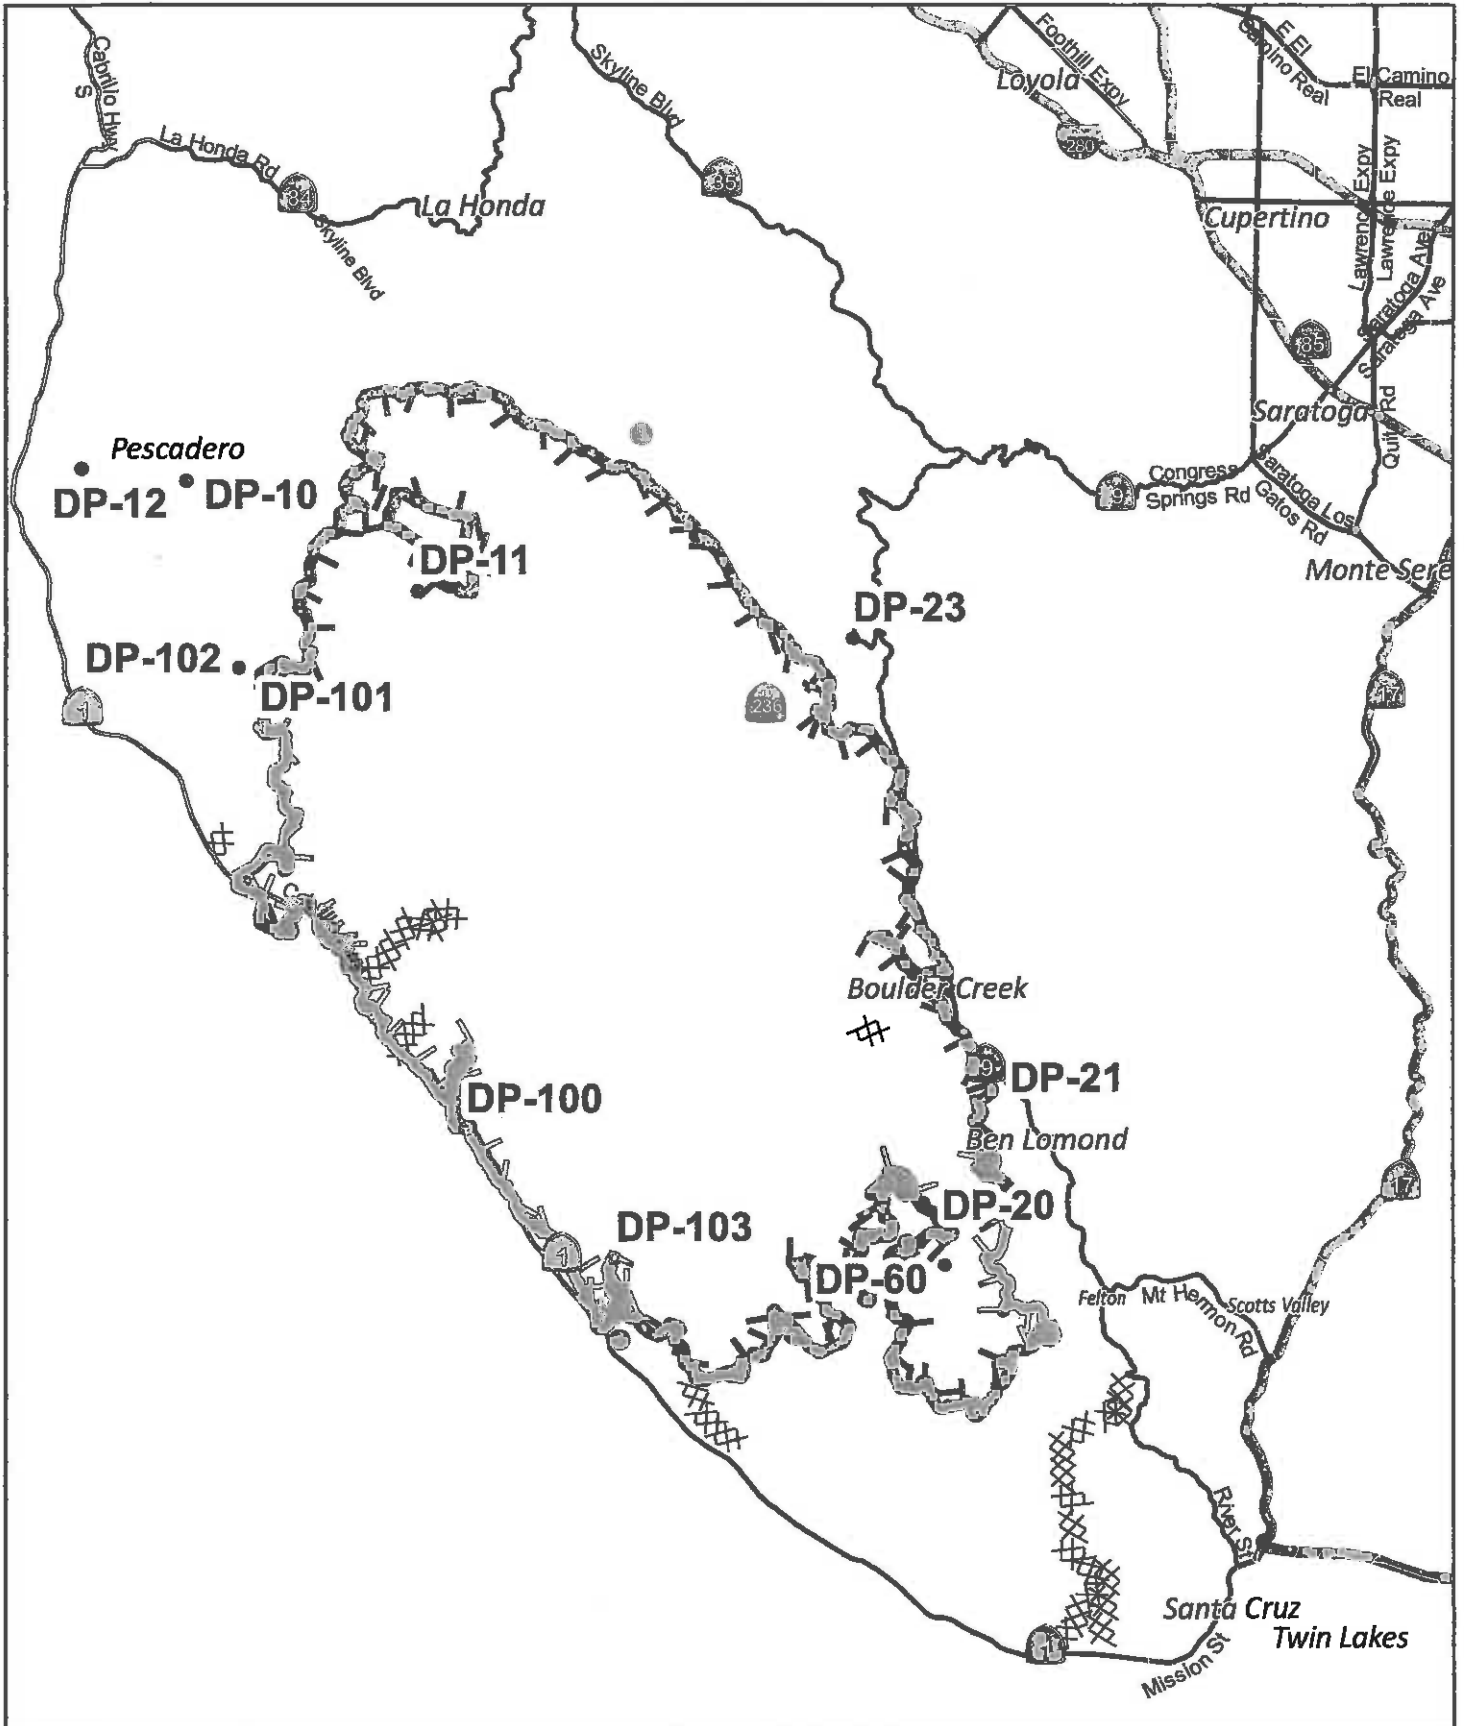 Cabrillo Hwy
S
La Honda Rd
84
La Honda
Skyline Blvd
Skyline Blvd
35
Foothill Expy
Loyola
280
E El
Camino Real
El Camino
Real
Lawrence Expy
Lawrence Expy
Cupertino
Saratoga Ave
Saratoga Ave
85
Saratoga
Quito Rd
Congress
Springs Rd
9
Saratoga Los
Gatos Rd
Monte Sere
Pescadero
DP-12
DP-10
DP-11
DP-23
DP-102
DP-101
1
236
17
Boulder Creek
9
DP-21
DP-100
Ben Lomond
DP-20
17
DP-103
1
DP-60
Felton
Mt Hermon Rd
Scotts Valley
River St
Santa Cruz
Twin Lakes
1
Mission St